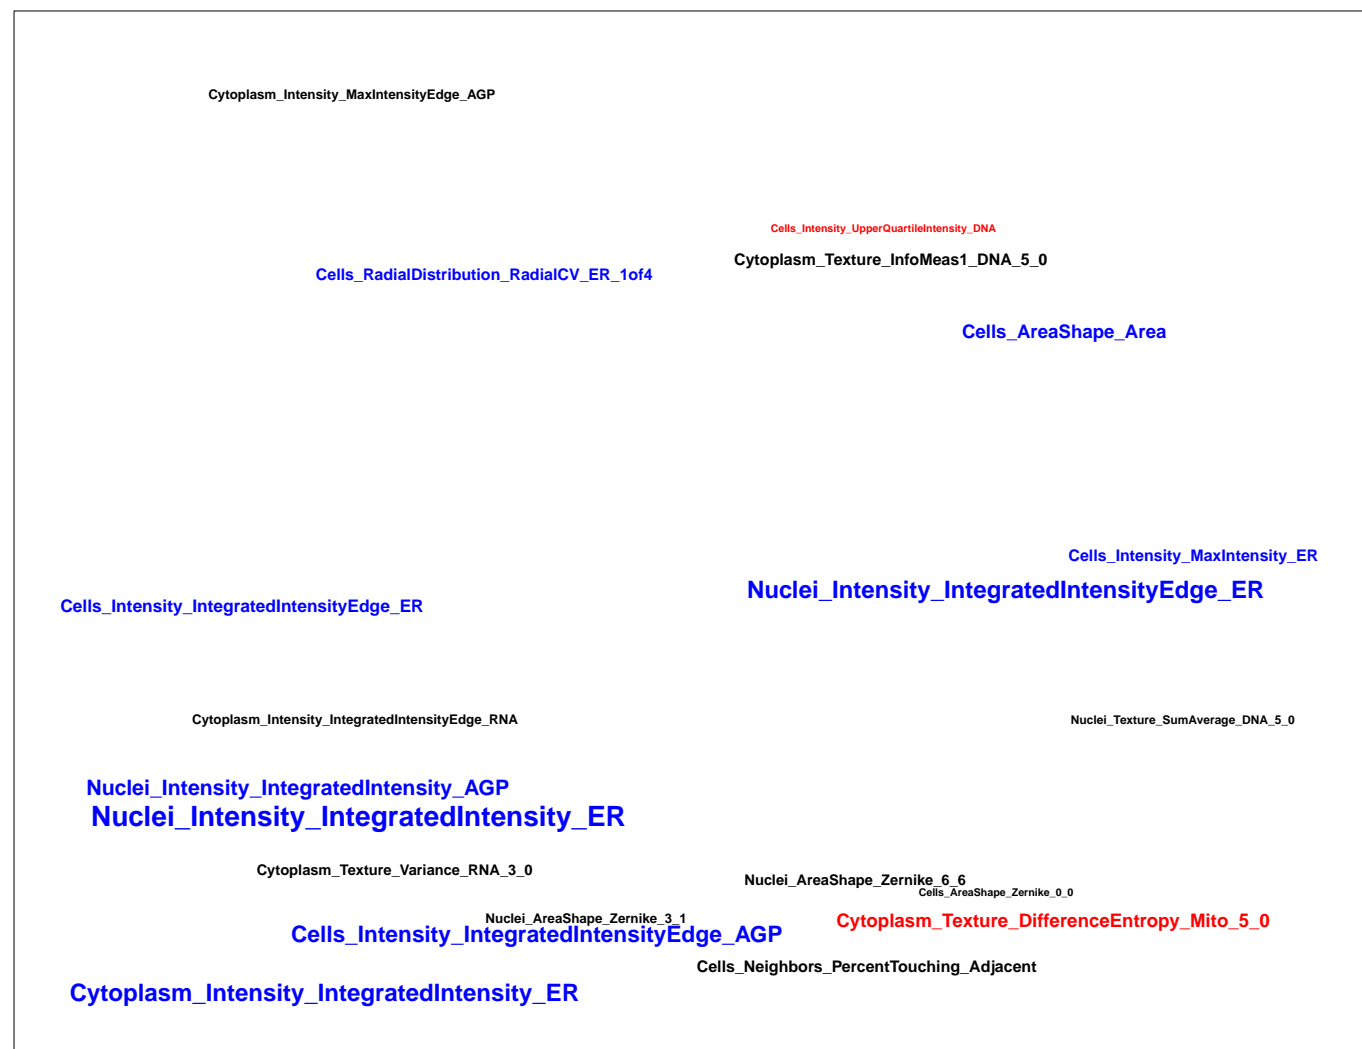 Cytoplasm_Intensity_MaxIntensityEdge_AGP
Cells_Intensity_UpperQuartileIntensity_DNA
Cytoplasm_Texture_InfoMeas1_DNA_5_0
Cells_RadialDistribution_RadialCV_ER_1of4
Cells_AreaShape_Area
Cells_Intensity_MaxIntensity_ER
Nuclei_Intensity_IntegratedIntensityEdge_ER
Cells_Intensity_IntegratedIntensityEdge_ER
Cytoplasm_Intensity_IntegratedIntensityEdge_RNA
Nuclei_Texture_SumAverage_DNA_5_0
Nuclei_Intensity_IntegratedIntensity_AGP
Nuclei_Intensity_IntegratedIntensity_ER
Cytoplasm_Texture_Variance_RNA_3_0
Nuclei_AreaShape_Zernike_6_6
Cells_AreaShape_Zernike_0_0
Nuclei_AreaShape_Zernike_3_1
Cytoplasm_Texture_DifferenceEntropy_Mito_5_0
Cells_Intensity_IntegratedIntensityEdge_AGP
Cells_Neighbors_PercentTouching_Adjacent
Cytoplasm_Intensity_IntegratedIntensity_ER